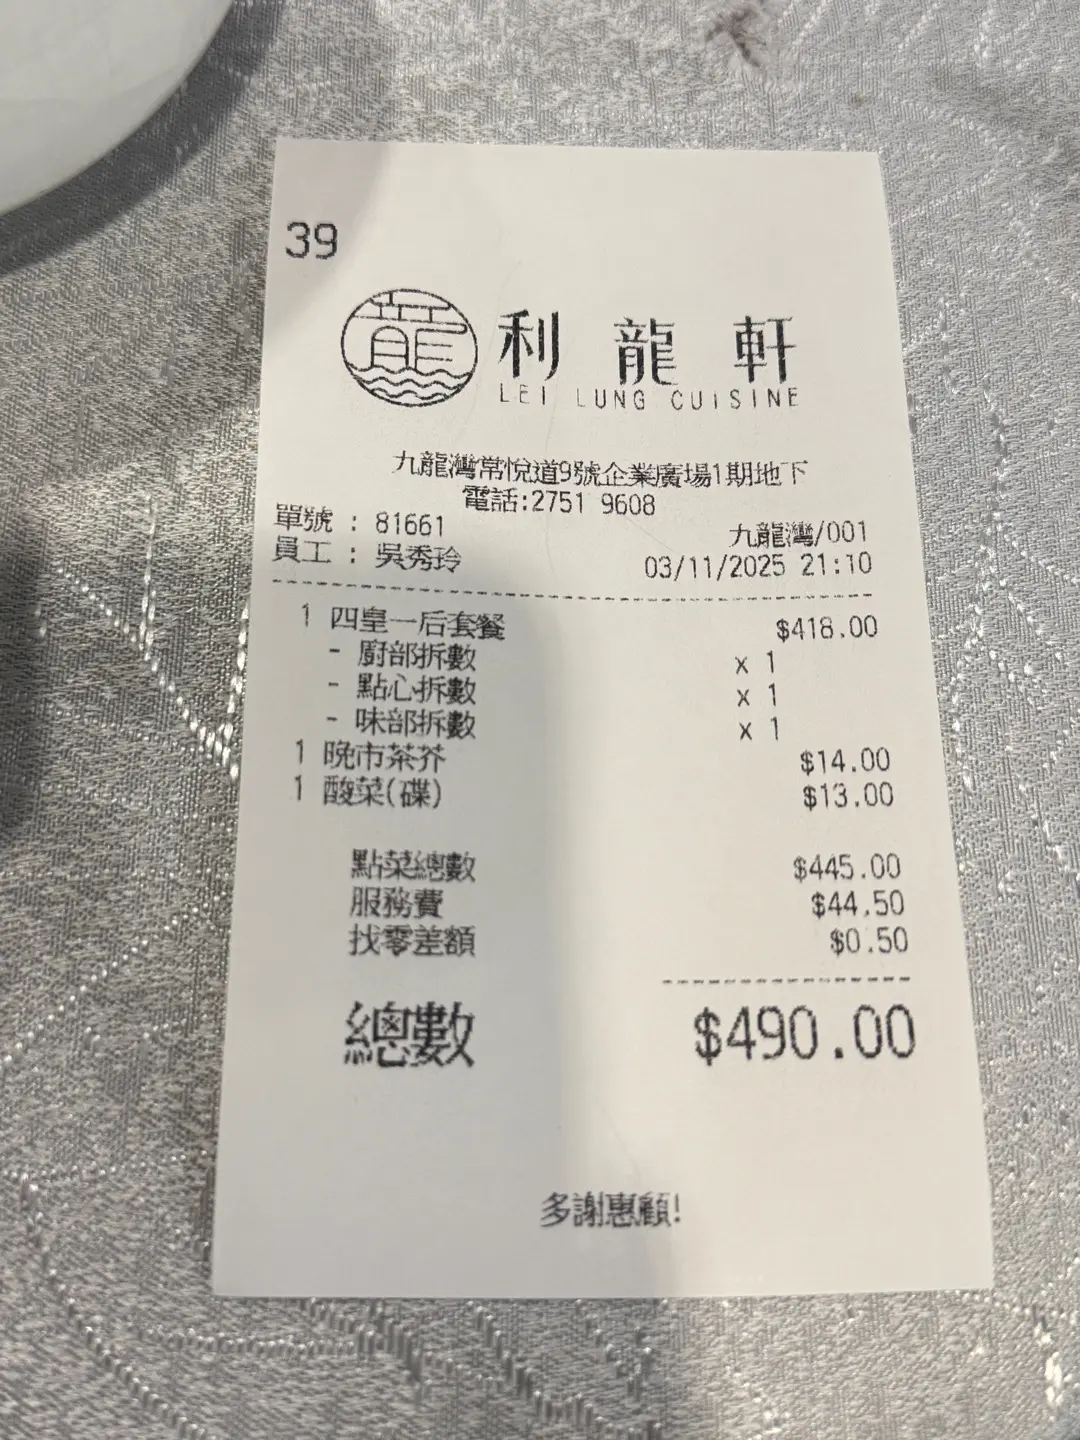 39
龍
利龍軒
LEI LUNG CUISINE
九龍灣常悅道9號企業廣場1期地下
電話:2751 9608
單號 : 81661 九龍灣/001
員工 : 吳秀玲 03/11/2025 21:10
1 四皇一后套餐 $418.00
- 廚部拆數 x 1
- 點心拆數 x 1
- 味部拆數 x 1
1 晚市茶芥 $14.00
1 酸菜(碟) $13.00
點菜總數 $445.00
服務費 $44.50
找零差額 $0.50
總數 $490.00
多謝惠顧!